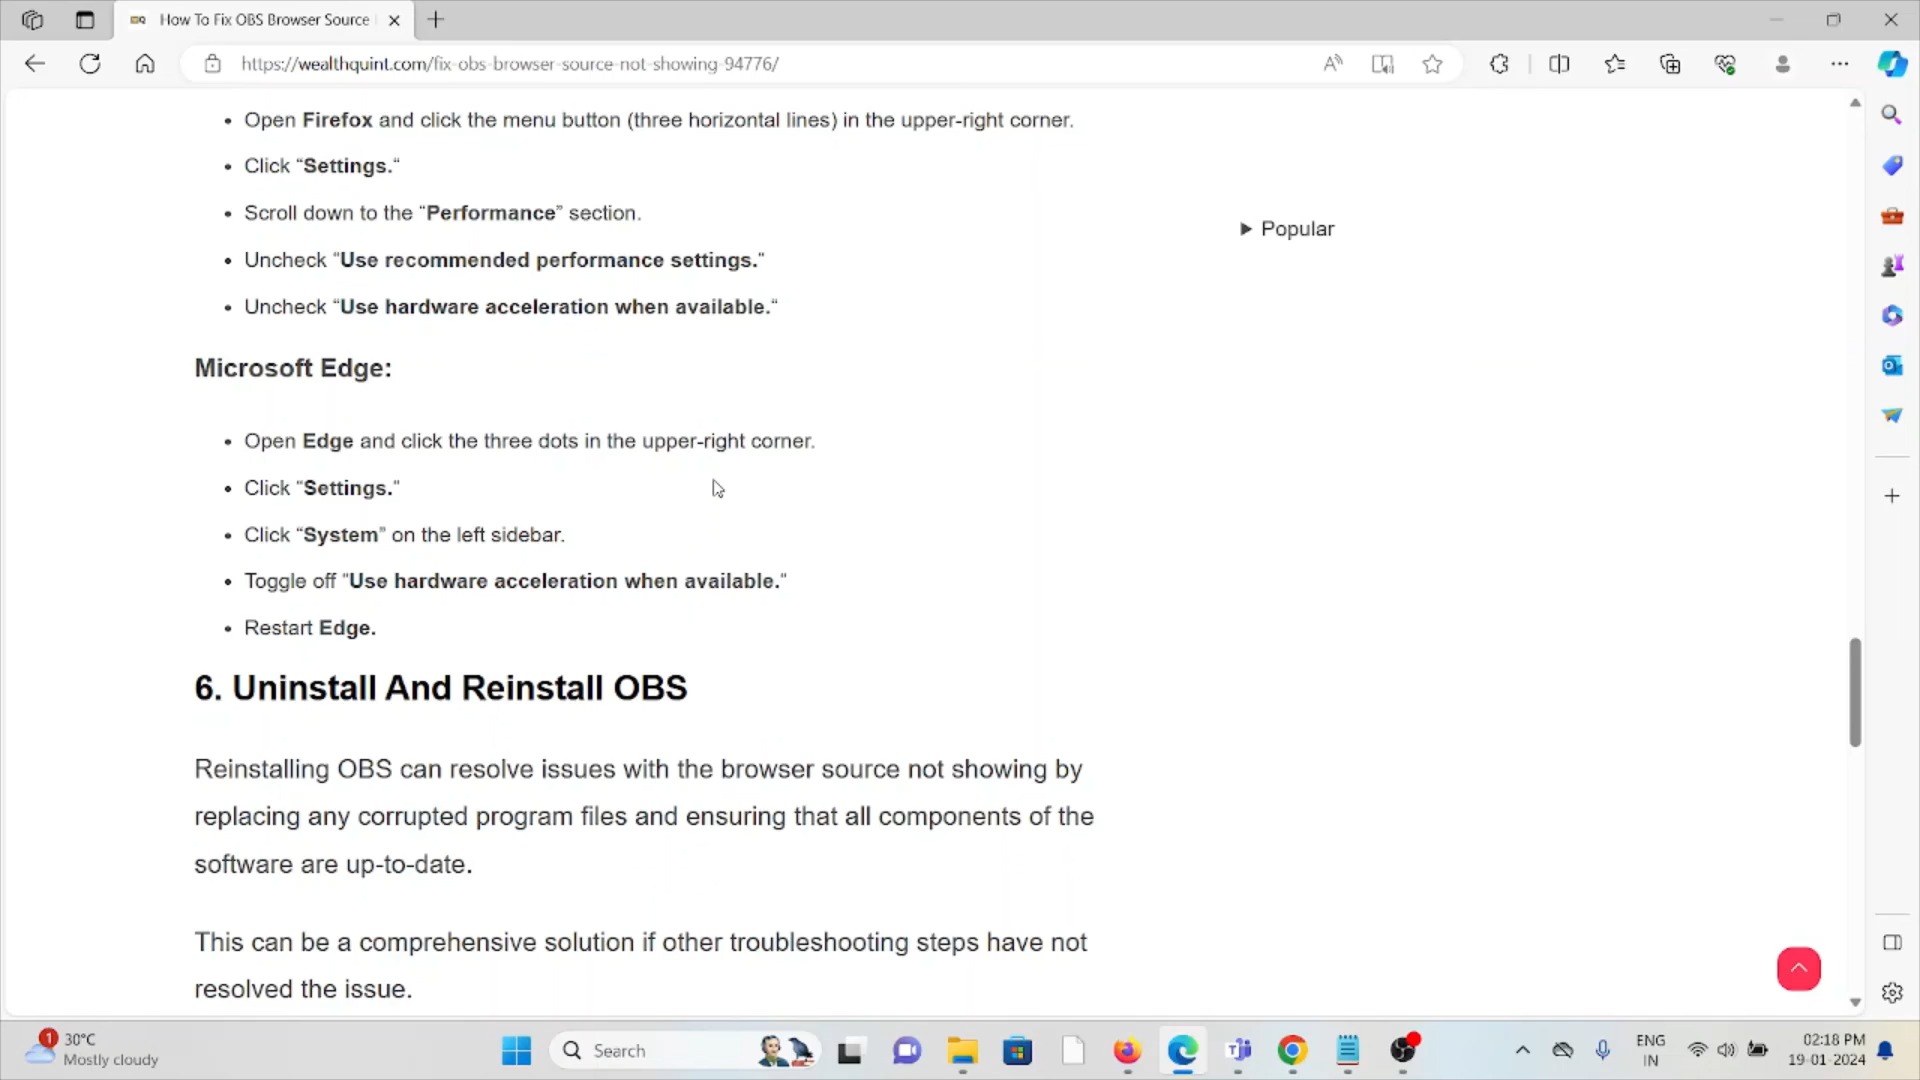 How To Fix OBS Browser Source
https://wealthquint.com/fix-obs-browser-source-not-showing-94776/
• Open Firefox and click the menu button (three horizontal lines) in the upper-right corner.
• Click “Settings.“
• Scroll down to the “Performance” section.
• Uncheck “Use recommended performance settings.“
• Uncheck “Use hardware acceleration when available.“
Popular
Microsoft Edge:
• Open Edge and click the three dots in the upper-right corner.
• Click “Settings.“
• Click “System” on the left sidebar.
• Toggle off “Use hardware acceleration when available.“
• Restart Edge.
6. Uninstall And Reinstall OBS
Reinstalling OBS can resolve issues with the browser source not showing by
replacing any corrupted program files and ensuring that all components of the
software are up-to-date.
This can be a comprehensive solution if other troubleshooting steps have not
resolved the issue.
1
30°C
Mostly cloudy
Search
ENG
IN
02:18 PM
19-01-2024